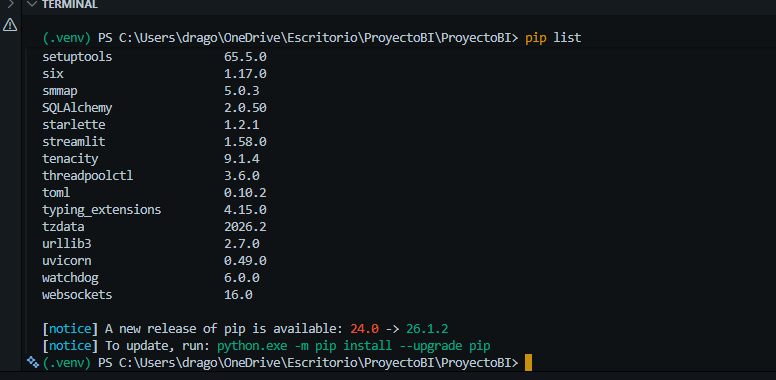 TERMINAL
(.venv) PS C:\Users\drago\OneDrive\Escritorio\ProyectoBI\ProyectoBI> pip list
setuptools 65.5.0
six 1.17.0
smmap 5.0.3
SQLAlchemy 2.0.50
starlette 1.2.1
streamlit 1.58.0
tenacity 9.1.4
threadpoolctl 3.6.0
toml 0.10.2
typing_extensions 4.15.0
tzdata 2026.2
urllib3 2.7.0
uvicorn 0.49.0
watchdog 6.0.0
websockets 16.0
[notice] A new release of pip is available: 24.0 -> 26.1.2
[notice] To update, run: python.exe -m pip install --upgrade pip
(.venv) PS C:\Users\drago\OneDrive\Escritorio\ProyectoBI\ProyectoBI>